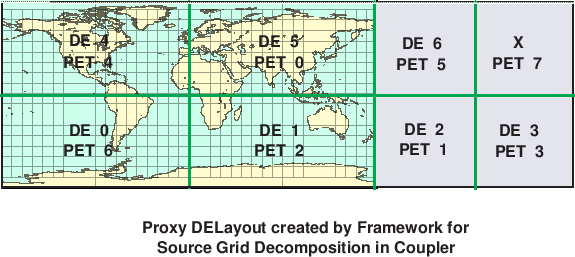 DE 4
PET 4
DE 5
PET 0
DE 6
PET 5
X
PET 7
DE 0
PET 6
DE 1
PET 2
DE 2
PET 1
DE 3
PET 3
Proxy DELayout created by Framework for
Source Grid Decomposition in Coupler